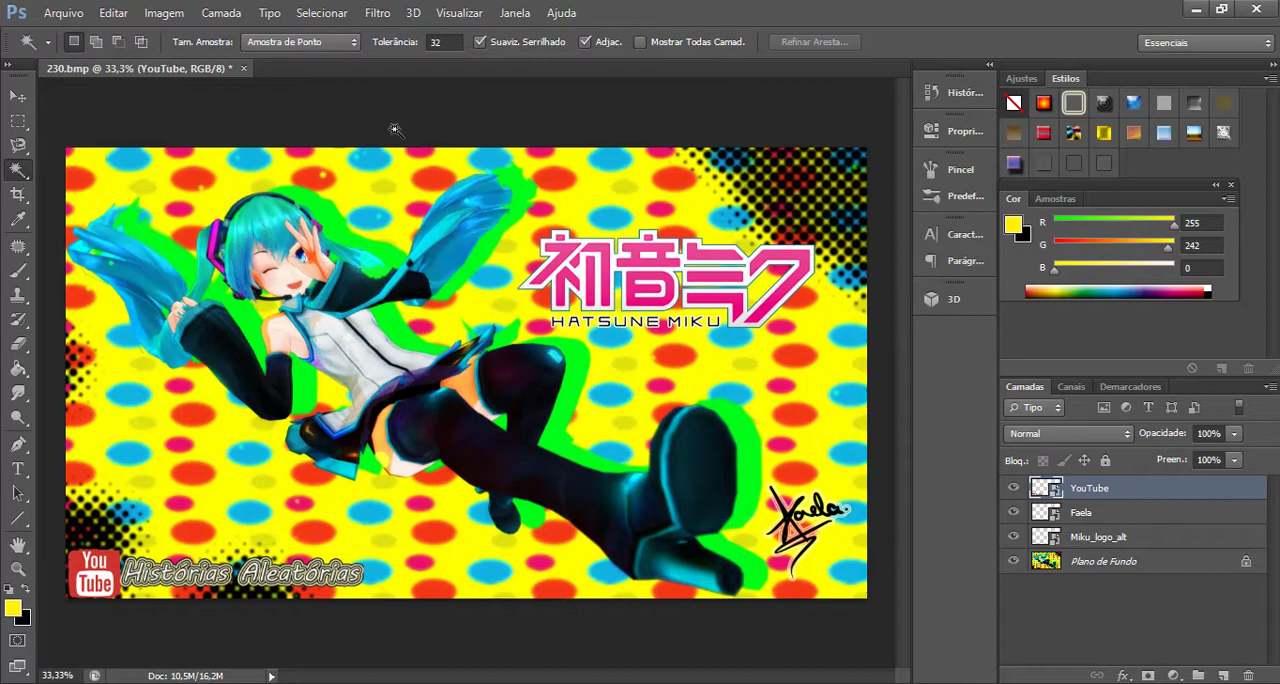 Ps Arquivo Editar Imagem Camada Tipo Selecionar Filtro 3D Visualizar Janela Ajuda
Tam. Amostra: Amostra de Ponto Tolerância: 32 Suaviz. Serrilhado Adjac. Mostrar Todas Camad. Refinar Aresta... Essenciais
230.bmp @ 33,3% (YouTube, RGB/8) * ×
Histór...
Propri...
Pincel
Predef...
Caract...
Parágr...
3D
Ajustes Estilos
Cor Amostras
R 255
G 242
B 0
Camadas Canais Demarcadores
Tipo
Normal Opacidade: 100%
Bloq.: Preen.: 100%
YouTube
Faela
Miku_logo_alt
Plano de Fundo
初音ミク
HATSUNE MIKU
Faela
You Tube Histórias Aleatórias
33,33% Doc: 10,5M/16,2M